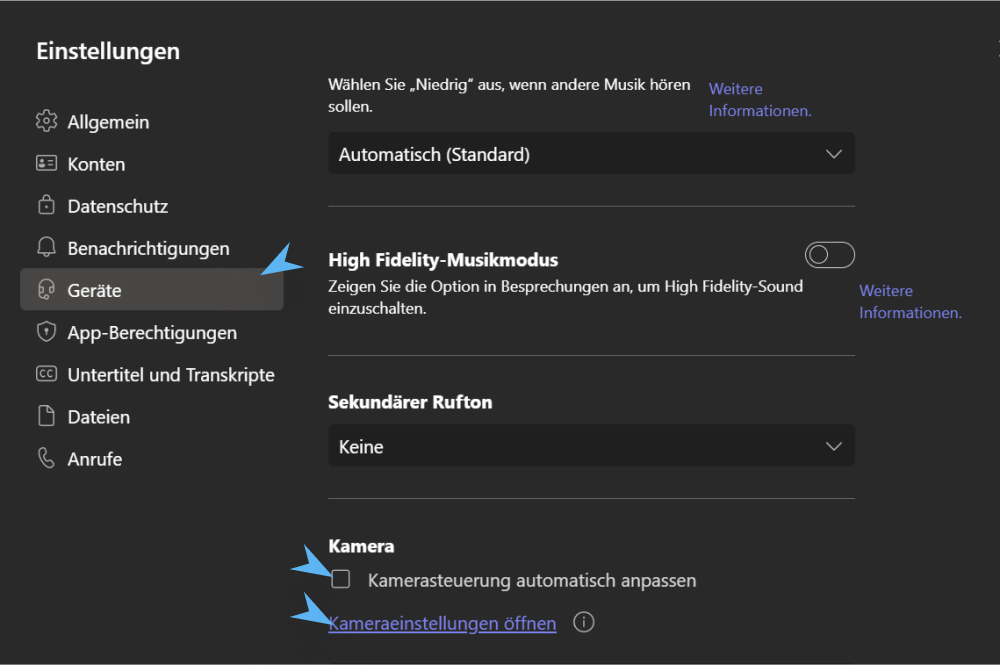 Einstellungen
Allgemein
Konten
Datenschutz
Benachrichtigungen
Geräte
App-Berechtigungen
CC
Untertitel und Transkripte
Dateien
Anrufe
Wählen Sie „Niedrig“ aus, wenn andere Musik hören
sollen.
Weitere
Informationen.
Automatisch (Standard)
High Fidelity-Musikmodus
Zeigen Sie die Option in Besprechungen an, um High Fidelity-Sound
einzuschalten.
Weitere
Informationen.
Sekundärer Rufton
Keine
Kamera
Kamerasteuerung automatisch anpassen
Kameraeinstellungen öffnen